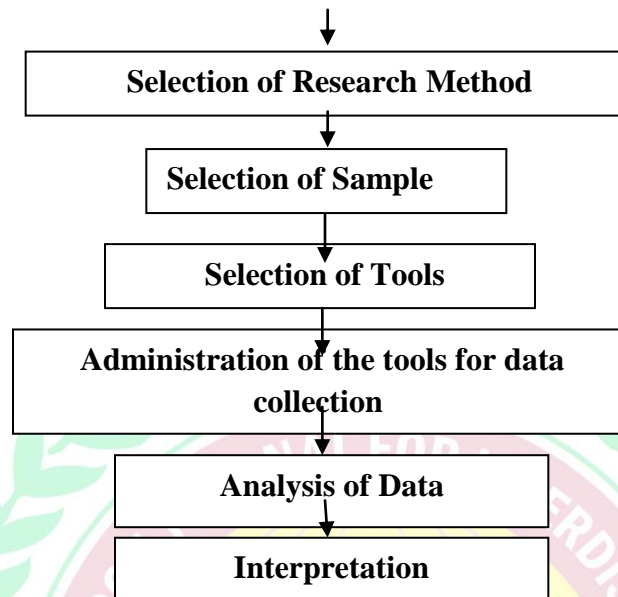 Selection of Research Method
Selection of Sample
Selection of Tools
Administration of the tools for data
collection
Analysis of Data
Interpretation